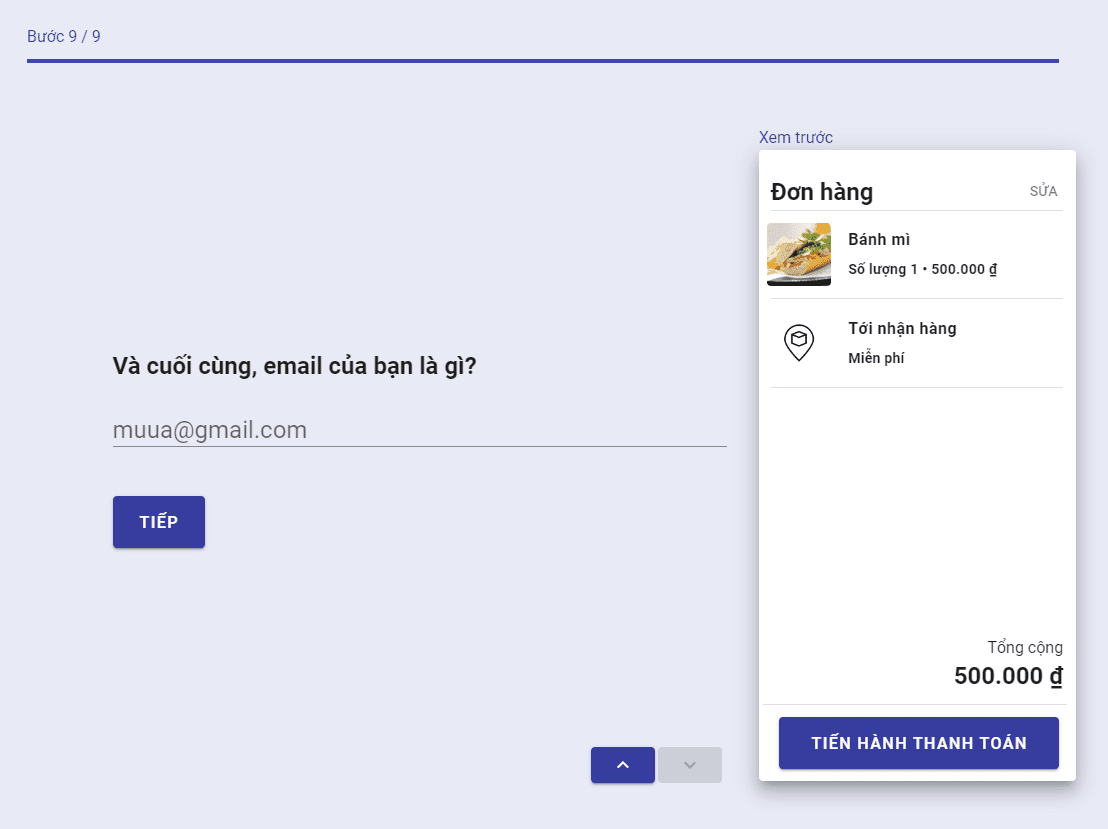 Bước 9 / 9
Và cuối cùng, email của bạn là gì?
muua@gmail.com
TIẾP
Xem trước
Đơn hàng
SỬA
Bánh mì
Số lượng 1 • 500.000 ₫
Tới nhận hàng
Miễn phí
Tổng cộng
500.000 ₫
TIẾN HÀNH THANH TOÁN